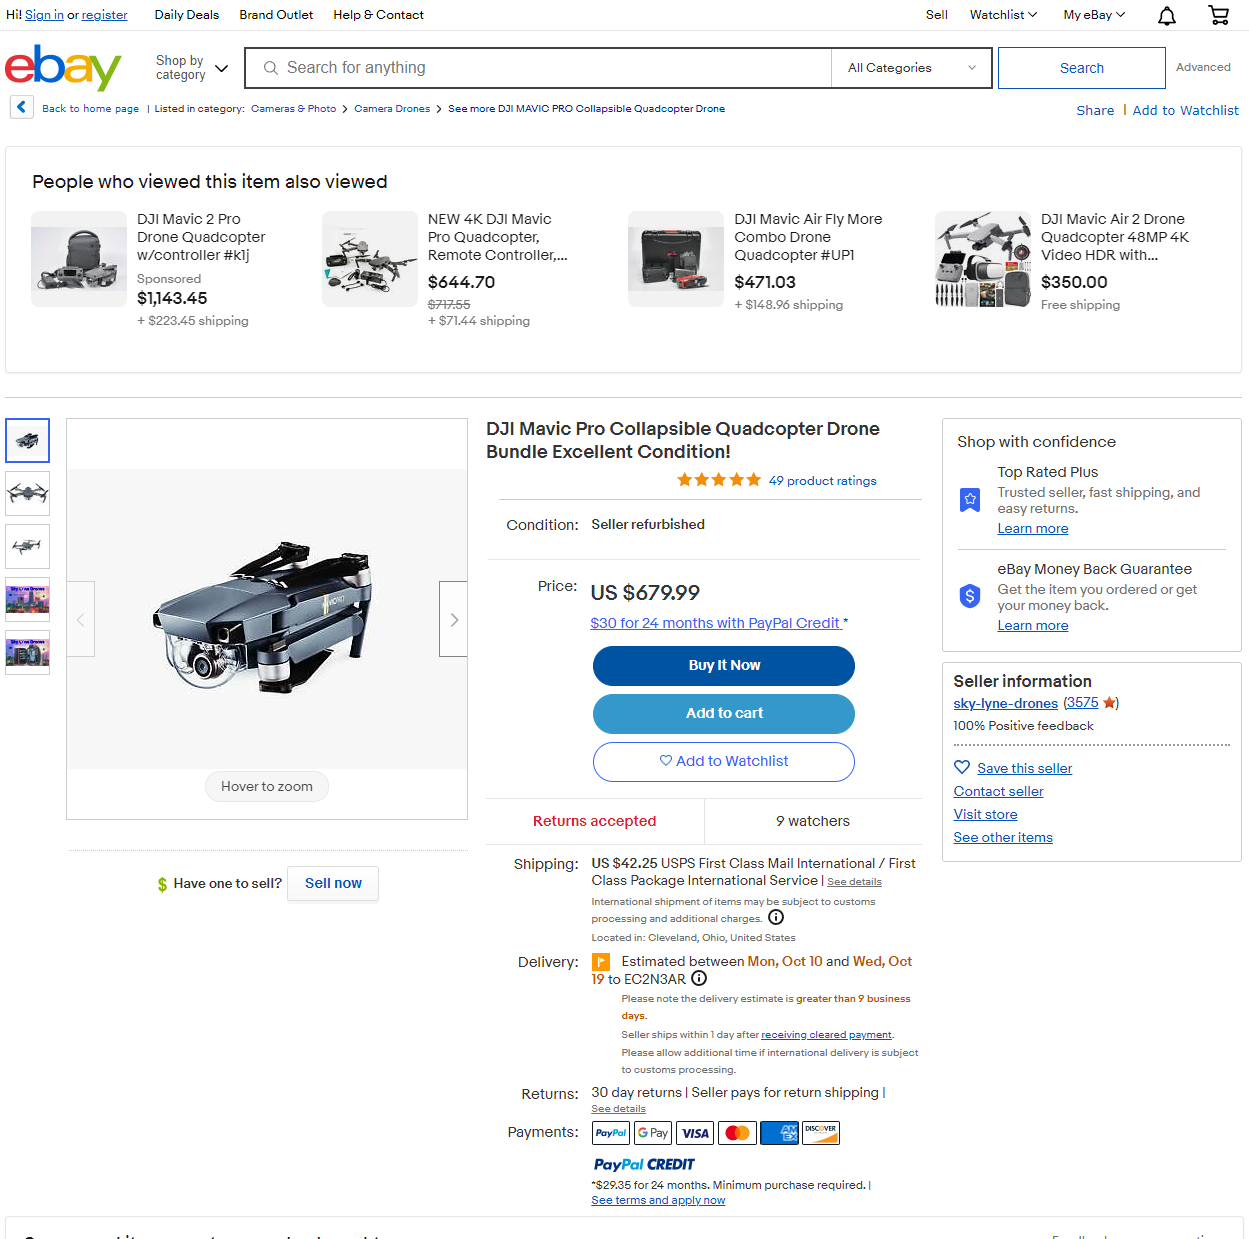 Hi! Sign in or register
Daily Deals
Brand Outlet
Help & Contact
Sell
Watchlist
My eBay
ebay
Shop by
category
Search for anything
All Categories
Search
Advanced
Back to home page | Listed in category: Cameras & Photo > Camera Drones > See more DJI MAVIC PRO Collapsible Quadcopter Drone
Share | Add to Watchlist
People who viewed this item also viewed
DJI Mavic 2 Pro
Drone Quadcopter
w/controller #k1j
Sponsored
$1,143.45
+ $223.45 shipping
NEW 4K DJI Mavic
Pro Quadcopter,
Remote Controller,...
$644.70
$717.55
+ $71.44 shipping
DJI Mavic Air Fly More
Combo Drone
Quadcopter #UP1
$471.03
+ $148.96 shipping
DJI Mavic Air 2 Drone
Quadcopter 48MP 4K
Video HDR with...
$350.00
Free shipping
Sky Lyne Drones
Sky Lyne Drones
Hover to zoom
$ Have one to sell?
Sell now
DJI Mavic Pro Collapsible Quadcopter Drone
Bundle Excellent Condition!
49 product ratings
Condition: Seller refurbished
Price: US $679.99
$30 for 24 months with PayPal Credit *
Buy It Now
Add to cart
Add to Watchlist
Returns accepted
9 watchers
Shipping: US $42.25 USPS First Class Mail International / First
Class Package International Service | See details
International shipment of items may be subject to customs
processing and additional charges.
Located in: Cleveland, Ohio, United States
Delivery: Estimated between Mon, Oct 10 and Wed, Oct
19 to EC2N3AR
Please note the delivery estimate is greater than 9 business
days.
Seller ships within 1 day after receiving cleared payment.
Please allow additional time if international delivery is subject
to customs processing.
Returns: 30 day returns | Seller pays for return shipping |
See details
Payments: PayPal G Pay VISA AMEX DISCOVER
PayPal CREDIT
*$29.35 for 24 months. Minimum purchase required. |
See terms and apply now
Shop with confidence
Top Rated Plus
Trusted seller, fast shipping, and
easy returns.
Learn more
eBay Money Back Guarantee
Get the item you ordered or get
your money back.
Learn more
Seller information
sky-lyne-drones (3575)
100% Positive feedback
Save this seller
Contact seller
Visit store
See other items